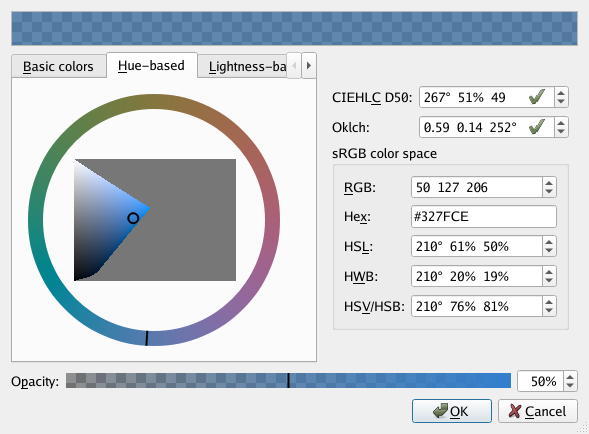 Basic colors
Hue-based
Lightness-ba
CIEHLC D50: 267° 51% 49
Oklch: 0.59 0.14 252°
sRGB color space
RGB: 50 127 206
Hex: #327FCE
HSL: 210° 61% 50%
HWB: 210° 20% 19%
HSV/HSB: 210° 76% 81%
Opacity: 50%
OK
Cancel